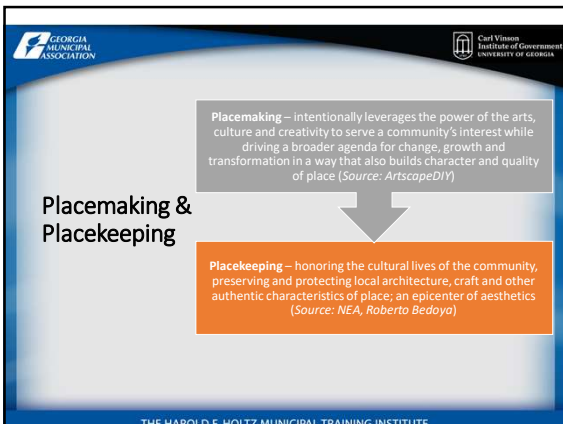 GEORGIA
MUNICIPAL
ASSOCIATION
Carl Vinson
Institute of Government
UNIVERSITY OF GEORGIA
Placemaking &
Placekeeping
Placemaking – intentionally leverages the power of the arts,
culture and creativity to serve a community's interest while
driving a broader agenda for change, growth and
transformation in a way that also builds character and quality
of place (Source: ArtscapeDIY)
Placekeeping – honoring the cultural lives of the community,
preserving and protecting local architecture, craft and other
authentic characteristics of place; an epicenter of aesthetics
(Source: NEA, Roberto Bedoya)
THE HAROLD F. HOLTZ MUNICIPAL TRAINING INSTITUTE